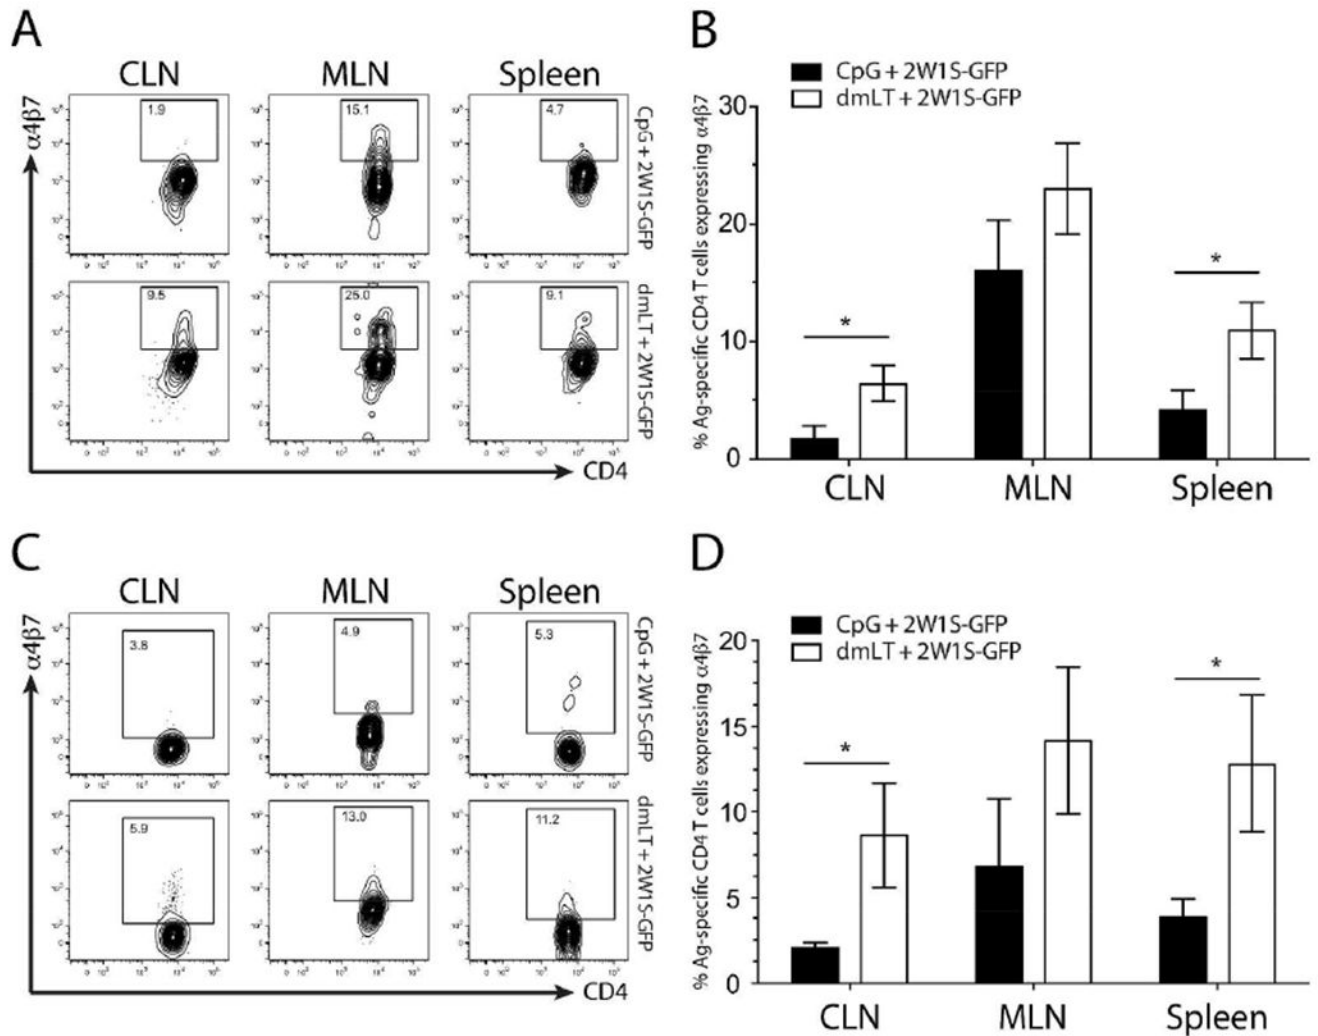 A
CLN MLN Spleen
α4β7
1.9 15.1 4.7
CpG + 2W1S-GFP
9.5 25.0 9.1
dmLT + 2W1S-GFP
CD4
B
CpG + 2W1S-GFP
dmLT + 2W1S-GFP
% Ag-specific CD4 T cells expressing α4β7
30
20
10
0
* *
CLN MLN Spleen
C
CLN MLN Spleen
α4β7
3.8 4.9 5.3
CpG + 2W1S-GFP
5.9 13.0 11.2
dmLT + 2W1S-GFP
CD4
D
CpG + 2W1S-GFP
dmLT + 2W1S-GFP
% Ag-specific CD4 T cells expressing α4β7
20
15
10
5
0
* *
CLN MLN Spleen